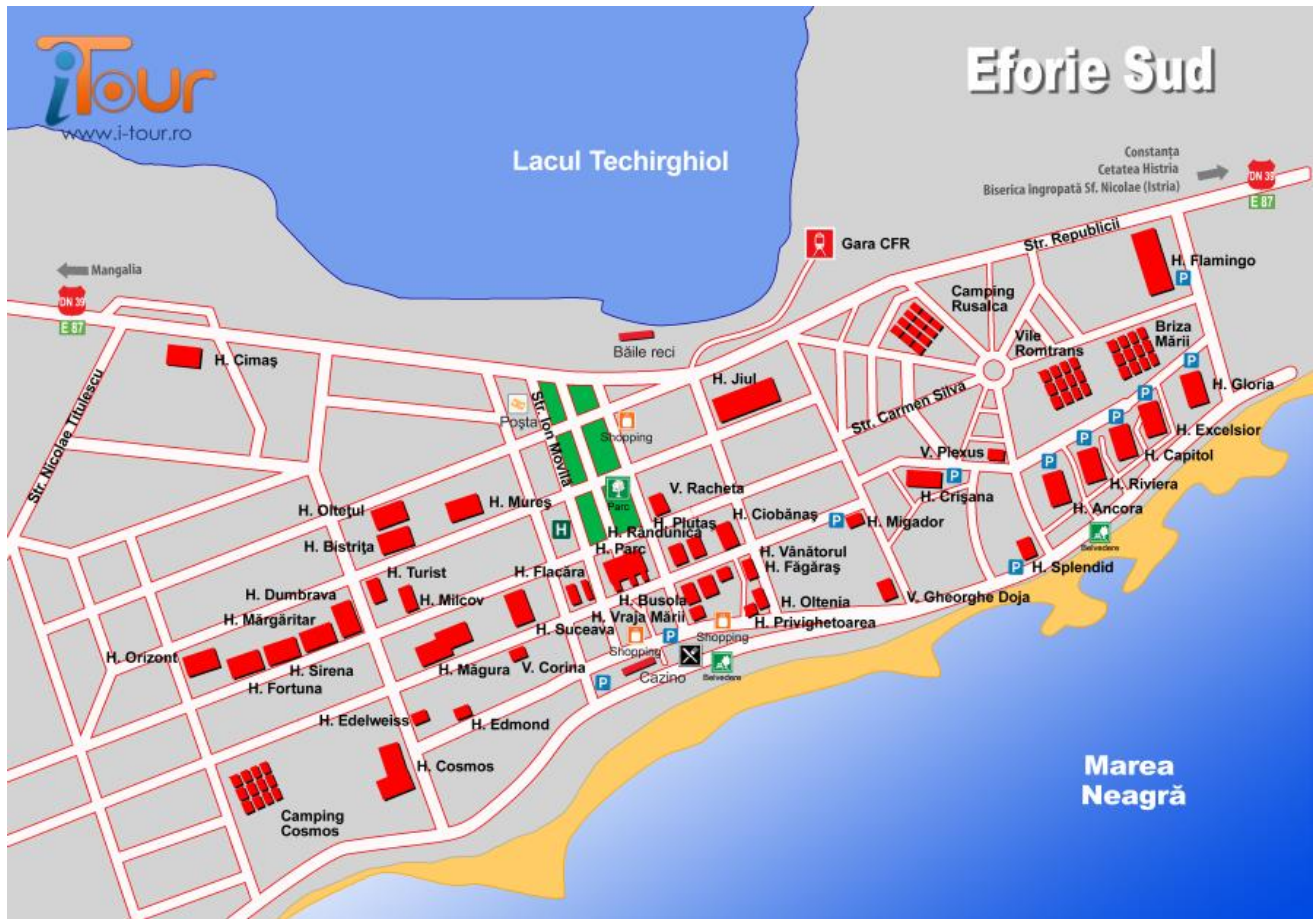 iTour
www.i-tour.ro
Eforie Sud
Lacul Techirghiol
Constanța
Cetatea Histria
Biserica îngropată Sf. Nicolae (Istria)
DN 39
E 87
Str. Republicii
Gara CFR
H. Flamingo
P
Mangalia
DN 39
E 87
Camping
Rusalca
Vile
Romtrans
Briza
Mării
P
H. Cimaș
Băile reci
H. Jiul
H. Gloria
Str. Nicolae Titulescu
Poșta
Str. Ion Movilă
Shopping
Str. Carmen Silva
P
H. Excelsior
P
H. Capitol
P
V. Plexus
P
H. Riviera
P
H. Crișana
H. Ancora
Parc
V. Racheta
H. Mureș
H. Oltețul
H. Plutaș
H. Ciobănaș
P
H. Migador
H
H. Rândunica
Belvedere
H. Bistrița
H. Parc
H. Vânătorul
H. Făgăraș
P
H. Splendid
H. Turist
H. Flacăra
H. Dumbrava
H. Milcov
H. Busola
H. Oltenia
V. Gheorghe Doja
H. Mărgăritar
H. Vraja Mării
H. Privighetoarea
H. Suceava
Shopping
P
Shopping
H. Orizont
H. Sirena
H. Măgura
V. Corina
Cazino
Belvedere
P
H. Fortuna
H. Edelweiss
H. Edmond
H. Cosmos
Camping
Cosmos
Marea
Neagră